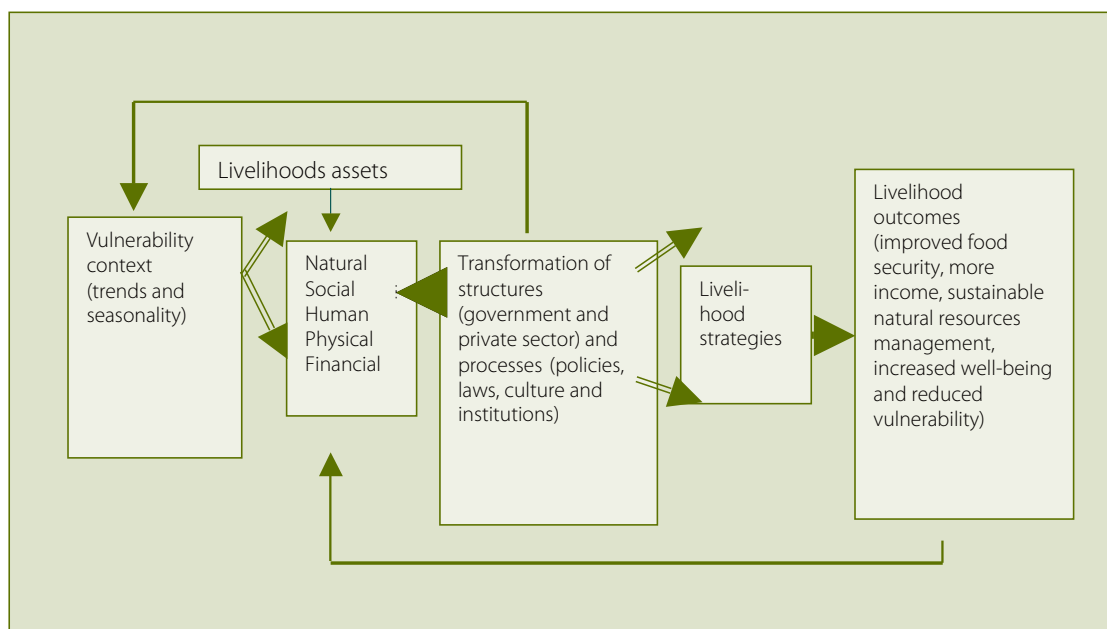 Livelihoods assets
Vulnerability
context
(trends and
seasonality)
Natural
Social
Human
Physical
Financial
Transformation of
structures
(government and
private sector) and
processes (policies,
laws, culture and
institutions)
Liveli-
hood
strategies
Livelihood
outcomes
(improved food
security, more
income, sustainable
natural resources
management,
increased well-being
and reduced
vulnerability)